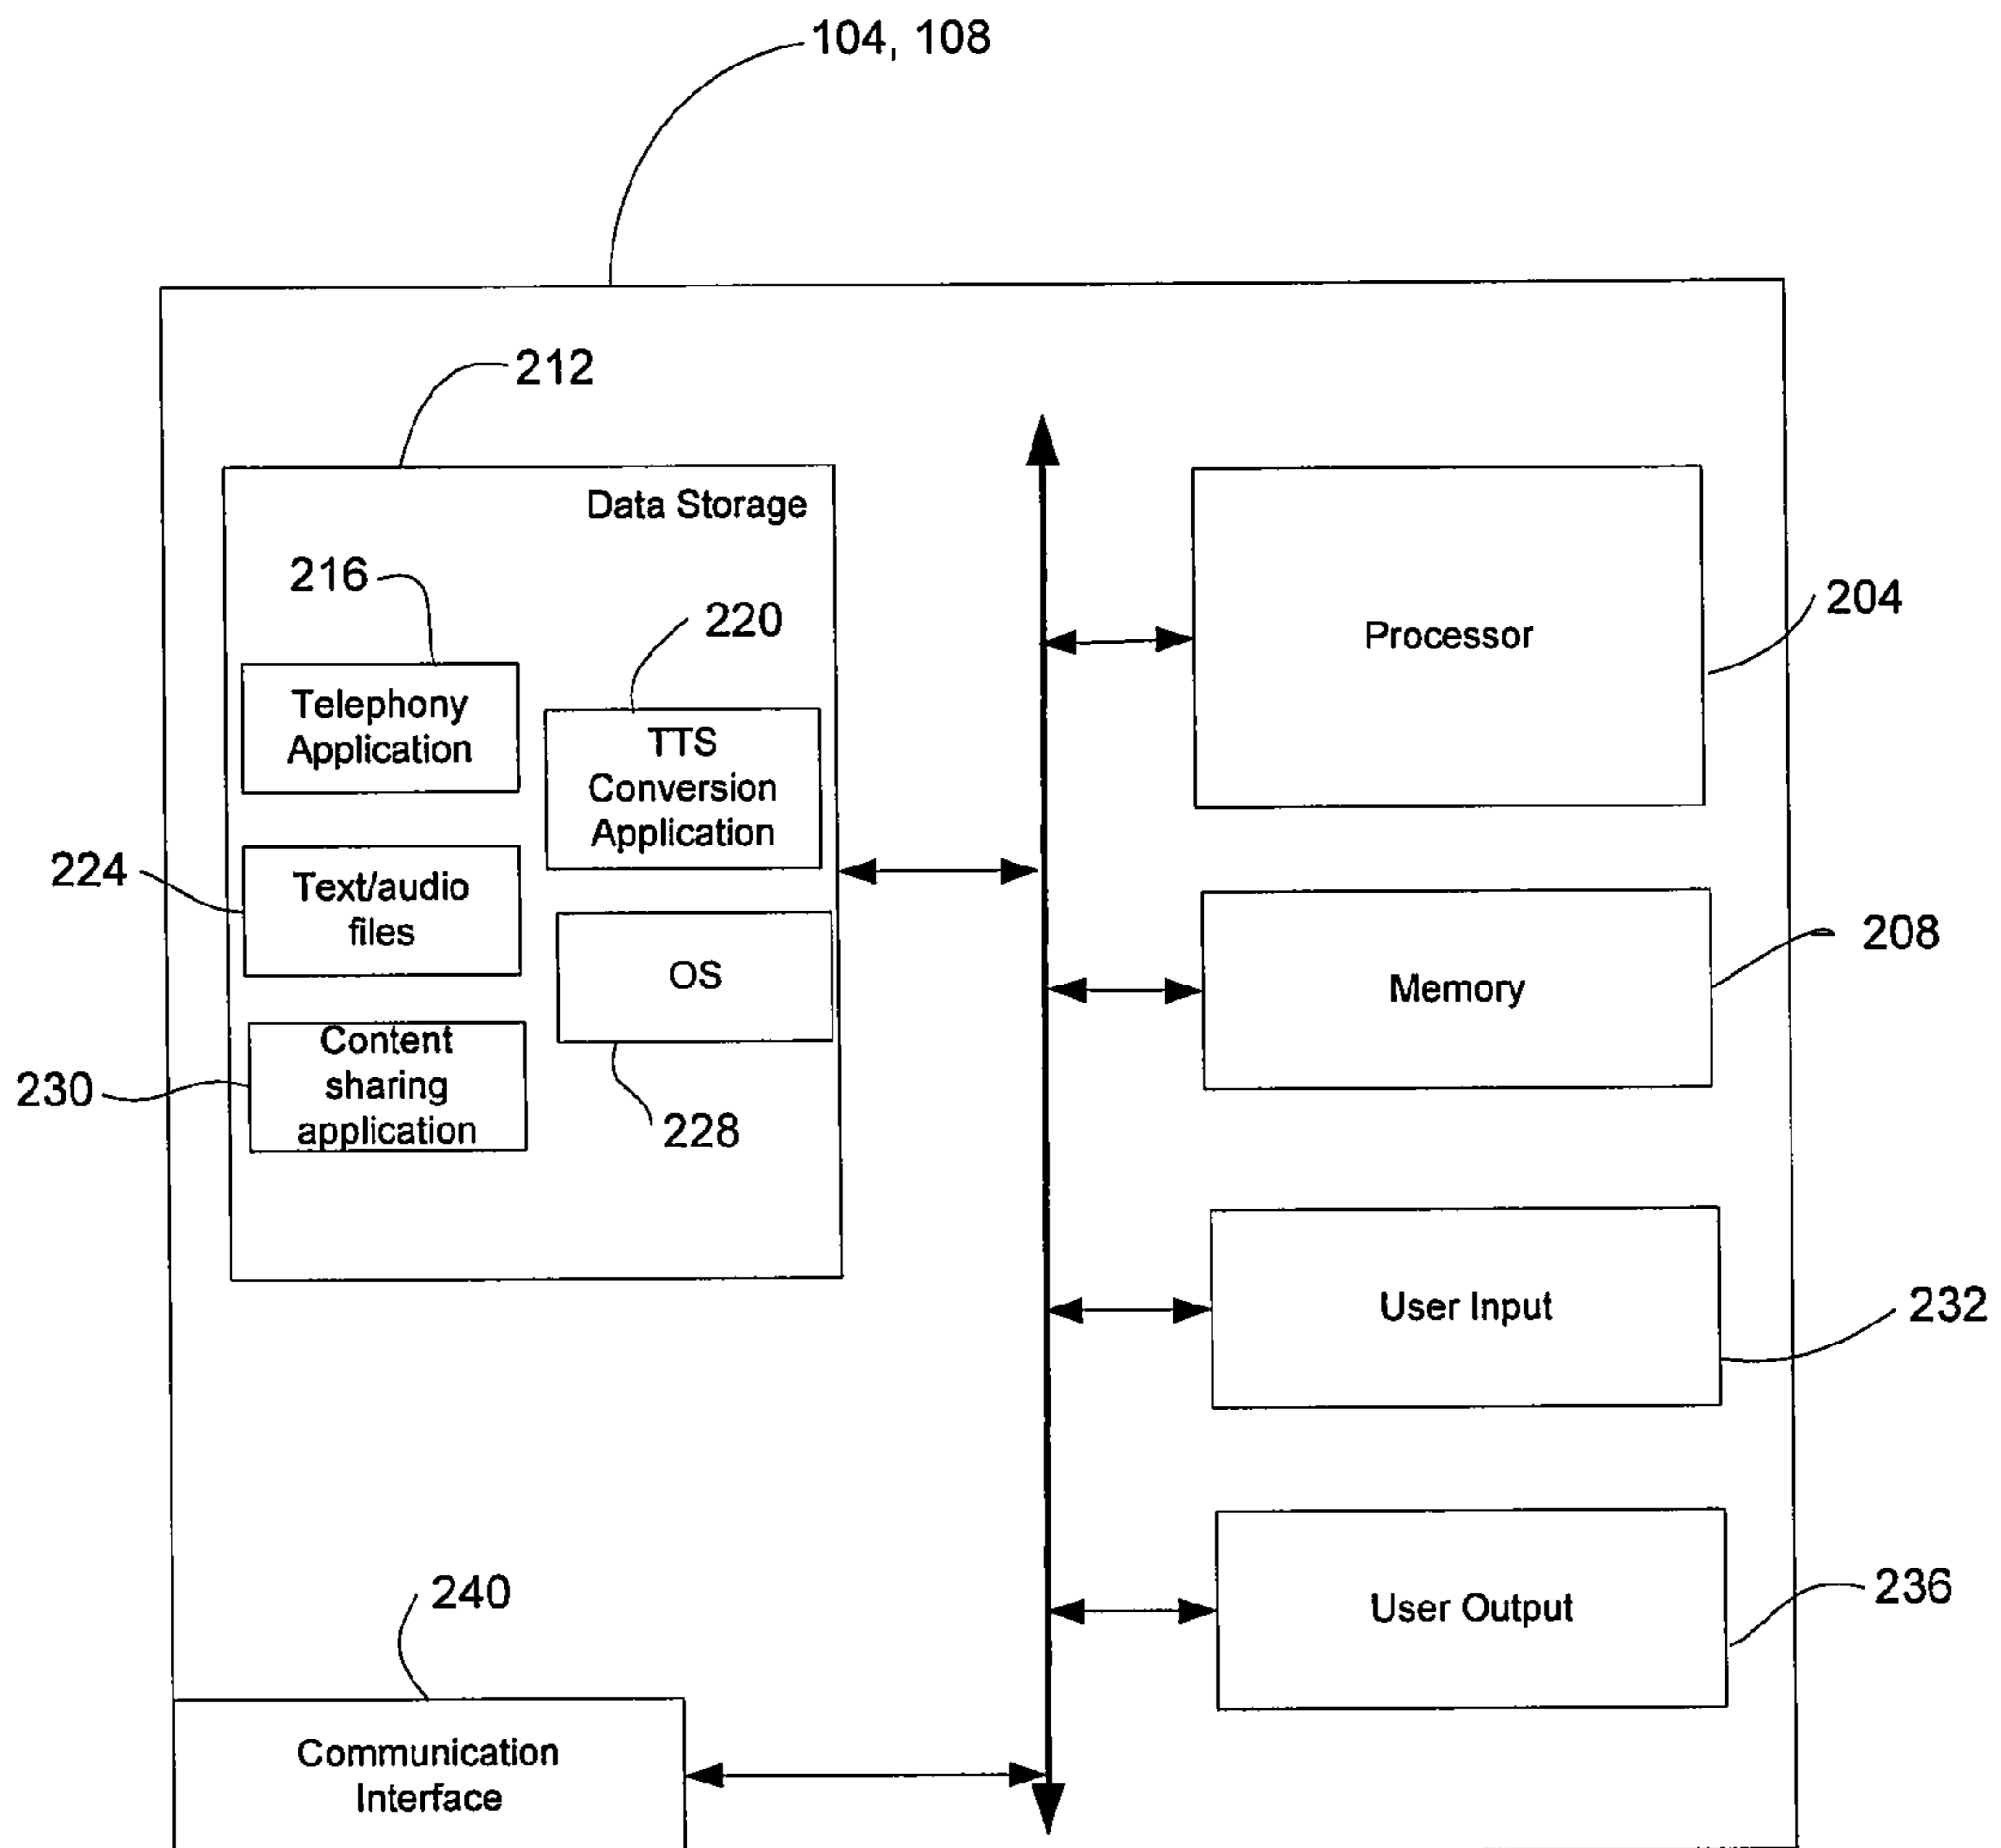 104, 108
212
Data Storage
216
220
204
Telephony
Application
TTS
Conversion
Application
Processor
224
Text/audio
files
OS
208
Memory
230
Content
sharing
application
228
User Input
232
240
User Output
236
Communication
Interface